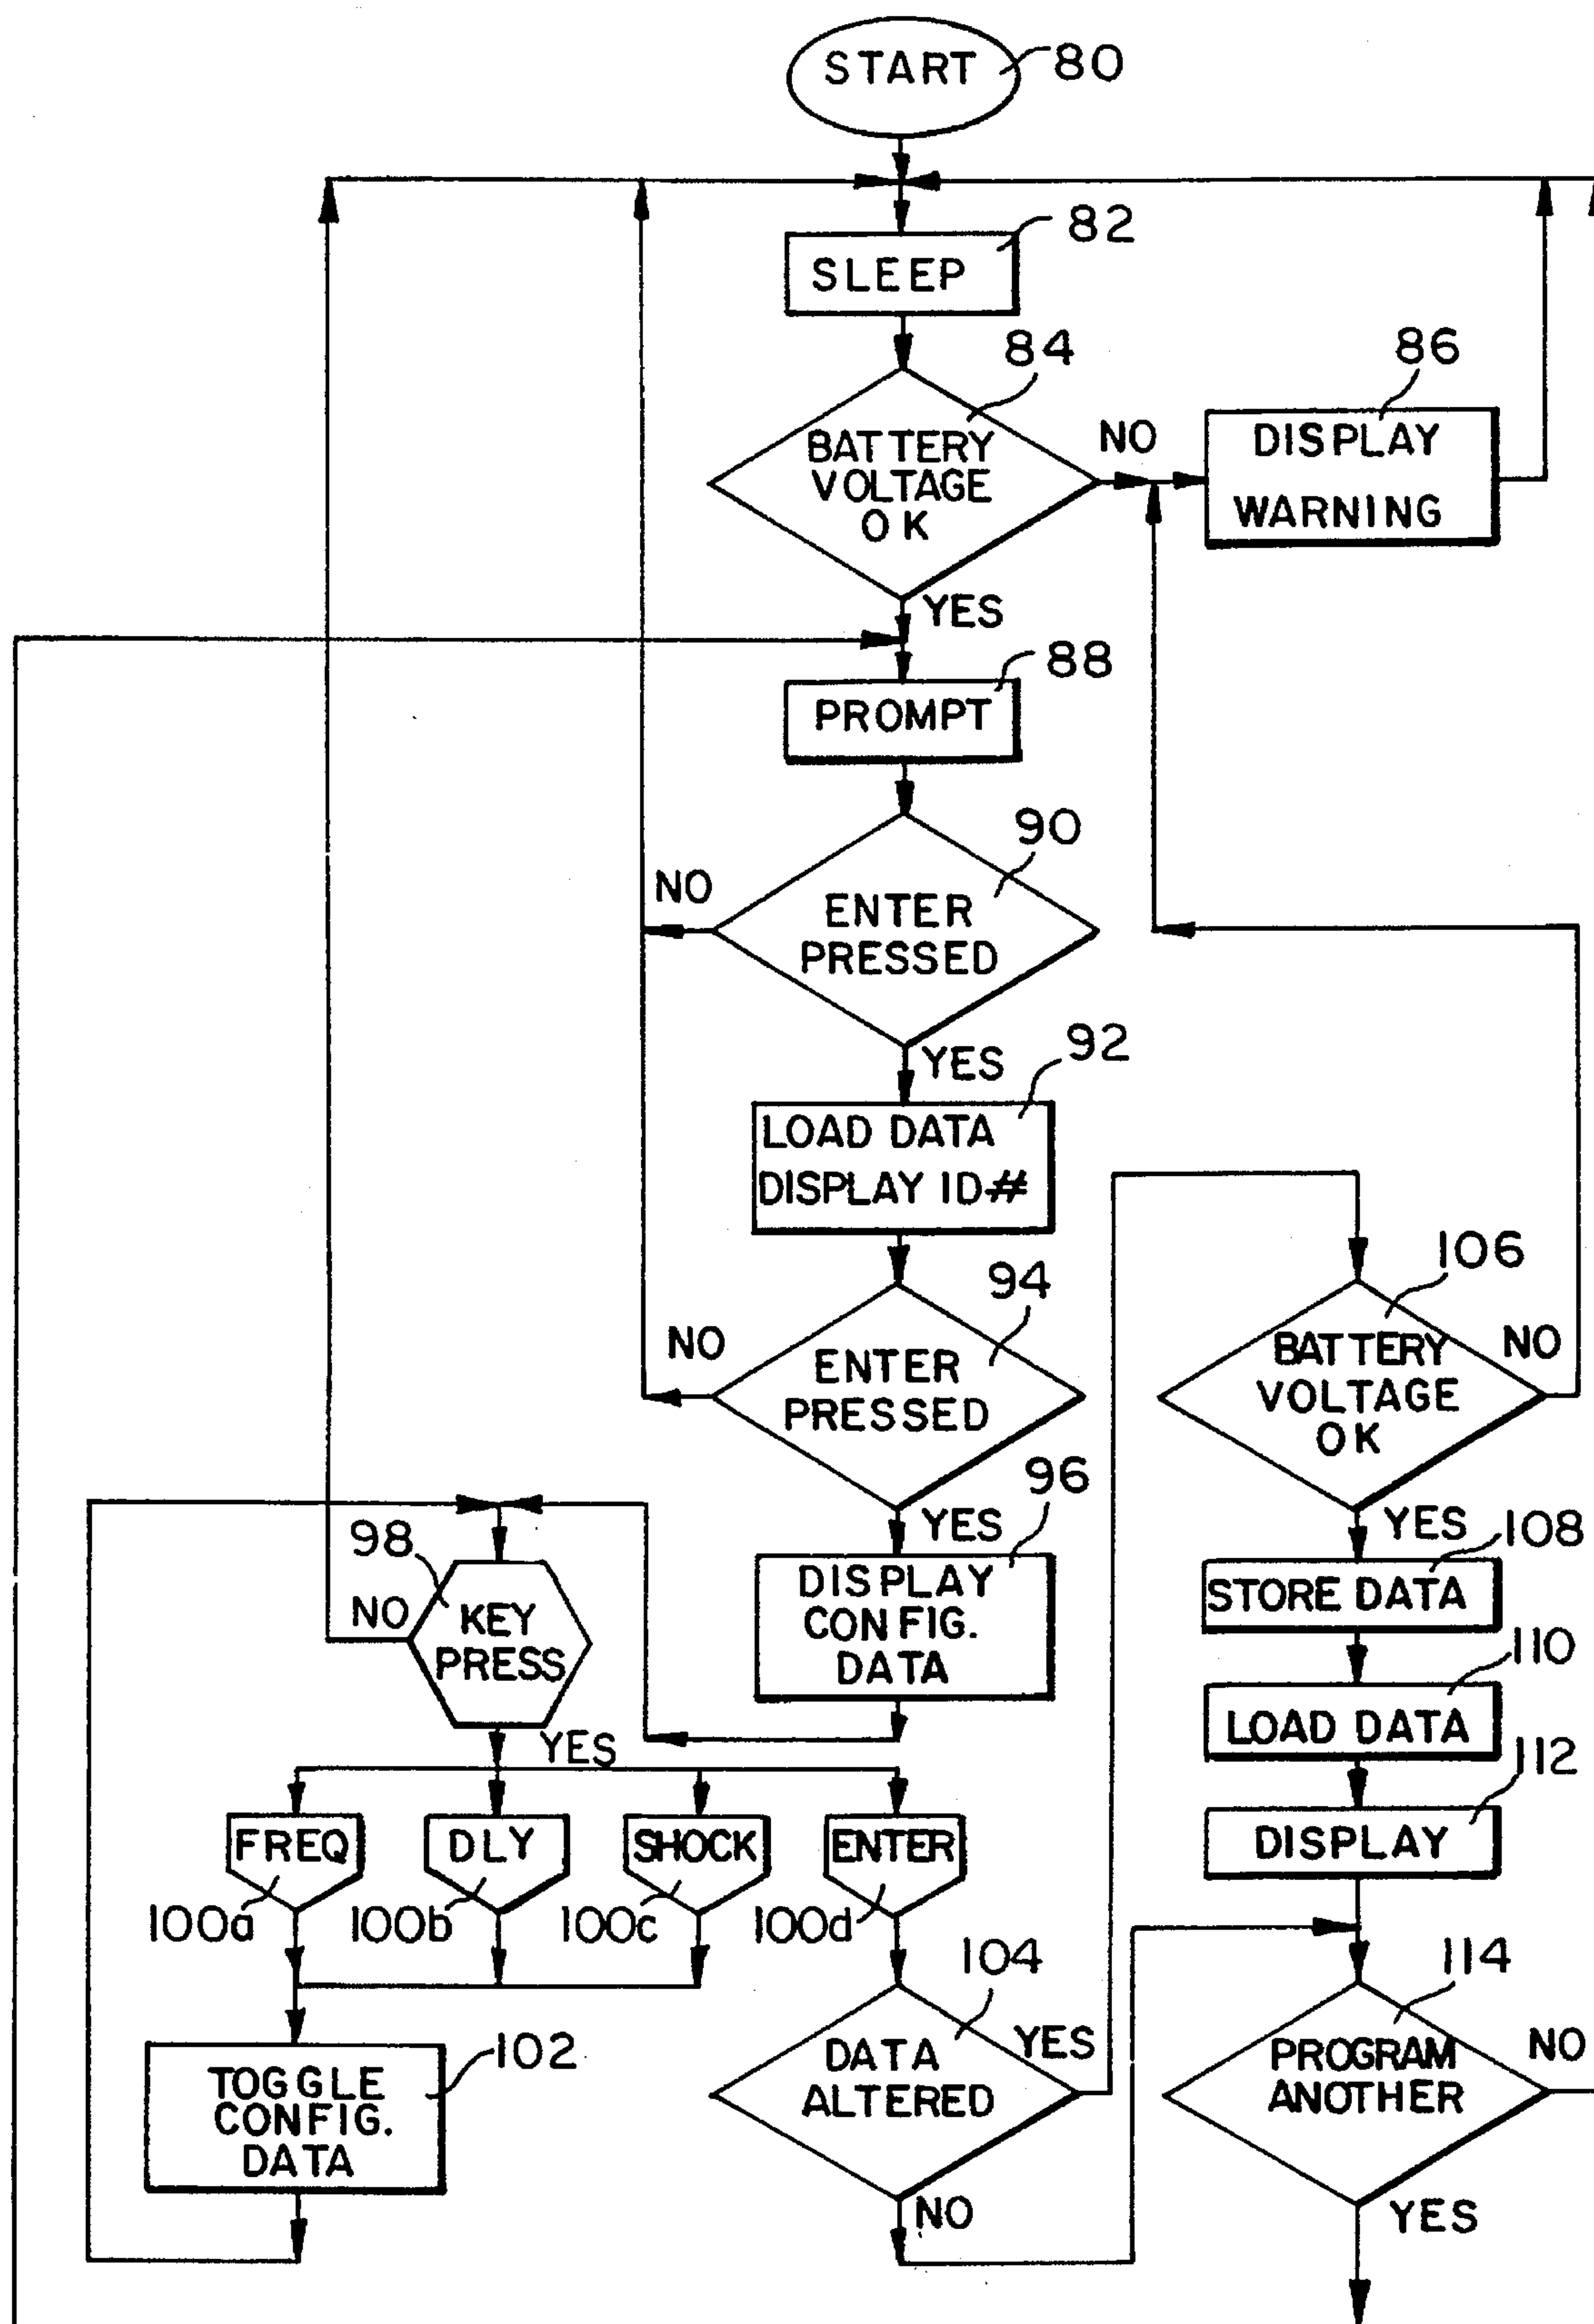 START
80
82
SLEEP
84
BATTERY
VOLTAGE
OK
NO
86
DISPLAY
WARNING
YES
88
PROMPT
90
NO
ENTER
PRESSED
YES
92
LOAD DATA
DISPLAY ID#
94
NO
ENTER
PRESSED
YES
96
DISPLAY
CONFIG.
DATA
98
NO
KEY
PRESS
YES
FREQ
DLY
SHOCK
ENTER
100a
100b
100c
100d
102
TOGGLE
CONFIG.
DATA
104
DATA
ALTERED
YES
NO
106
BATTERY
VOLTAGE
OK
NO
YES
108
STORE DATA
110
LOAD DATA
112
DISPLAY
114
PROGRAM
ANOTHER
NO
YES